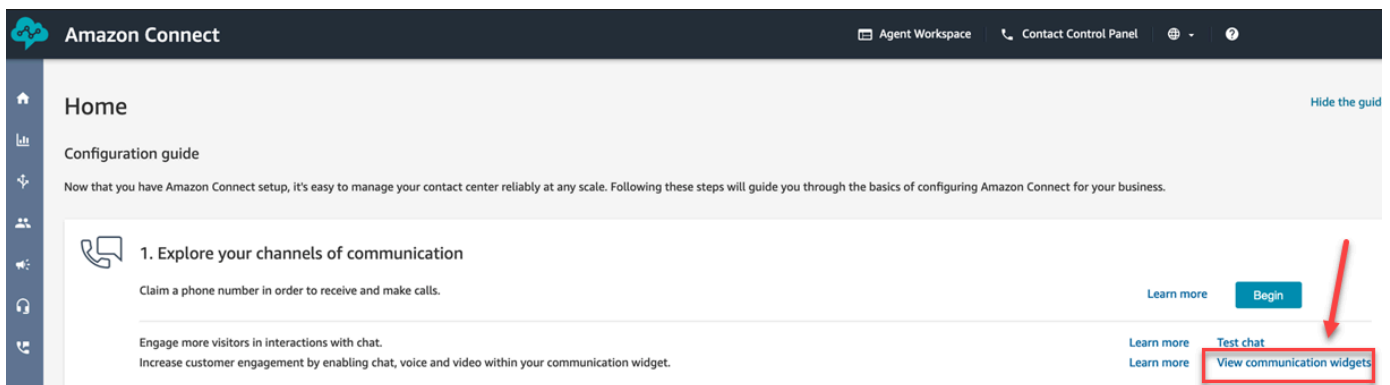 Amazon Connect
Agent Workspace
Contact Control Panel
Home
Hide the guid
Configuration guide
Now that you have Amazon Connect setup, it's easy to manage your contact center reliably at any scale. Following these steps will guide you through the basics of configuring Amazon Connect for your business.
1. Explore your channels of communication
Claim a phone number in order to receive and make calls.
Learn more
Begin
Engage more visitors in interactions with chat.
Learn more
Test chat
Increase customer engagement by enabling chat, voice and video within your communication widget.
Learn more
View communication widgets